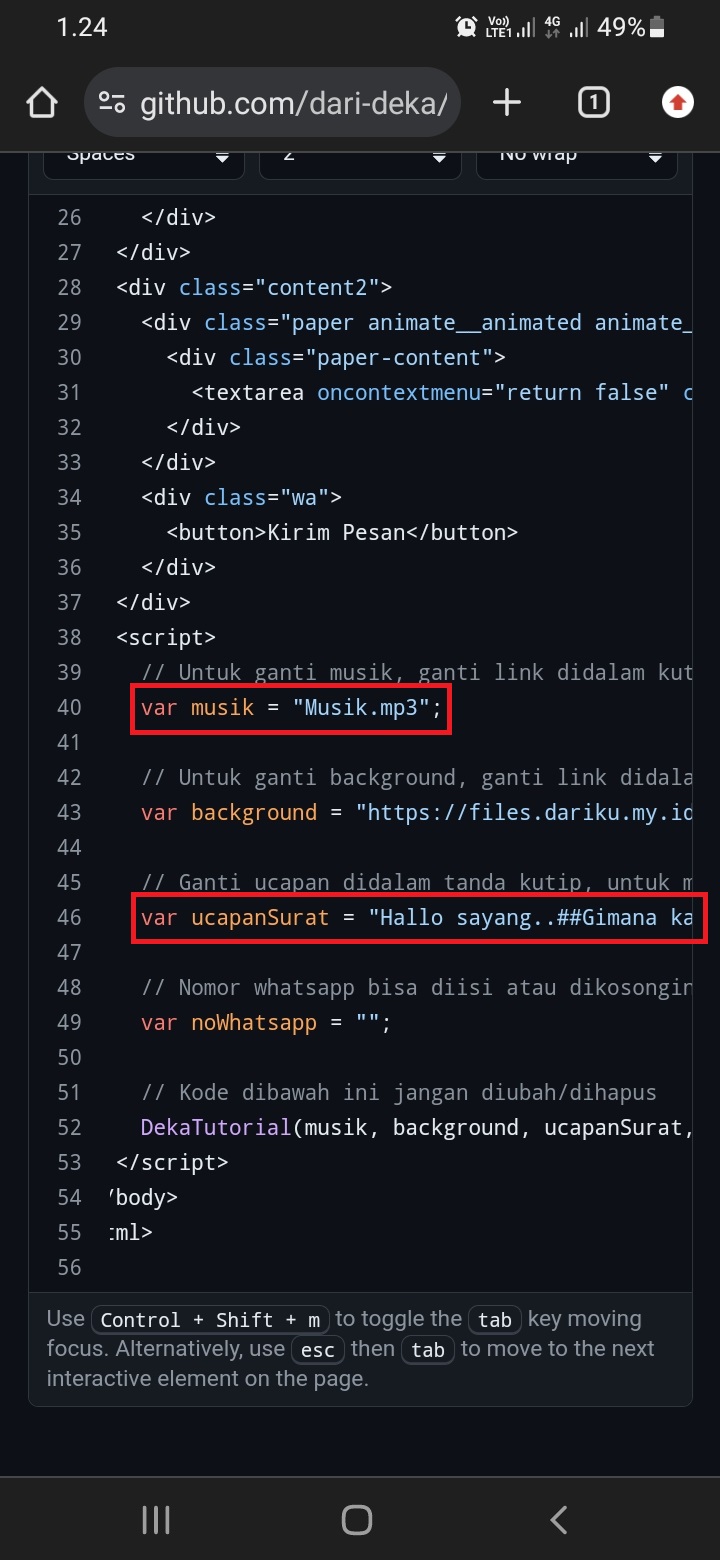 1.24 Vo)) LTE1 4G 49%
github.com/dari-deka/ 1
Spaces 2 No wrap
26 </div>
27 </div>
28 <div class="content2">
29 <div class="paper animate__animated animate_
30 <div class="paper-content">
31 <textarea oncontextmenu="return false" c
32 </div>
33 </div>
34 <div class="wa">
35 <button>Kirim Pesan</button>
36 </div>
37 </div>
38 <script>
39 // Untuk ganti musik, ganti link didalam kut
40 var musik = "Musik.mp3";
41
42 // Untuk ganti background, ganti link didala
43 var background = "https://files.dariku.my.id
44
45 // Ganti ucapan didalam tanda kutip, untuk m
46 var ucapanSurat = "Hallo sayang..##Gimana ka
47
48 // Nomor whatsapp bisa diisi atau dikosongin
49 var noWhatsapp = "";
50
51 // Kode dibawah ini jangan diubah/dihapus
52 DekaTutorial(musik, background, ucapanSurat,
53 </script>
54 /body>
55 tml>
56
Use Control + Shift + m to toggle the tab key moving
focus. Alternatively, use esc then tab to move to the next
interactive element on the page.